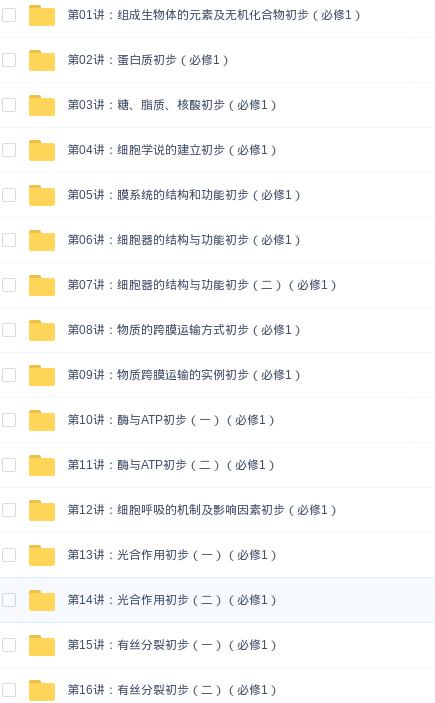 第01讲：组成生物体的元素及无机化合物初步（必修1）
第02讲：蛋白质初步（必修1）
第03讲：糖、脂质、核酸初步（必修1）
第04讲：细胞学说的建立初步（必修1）
第05讲：膜系统的结构和功能初步（必修1）
第06讲：细胞器的结构与功能初步（必修1）
第07讲：细胞器的结构与功能初步（二）（必修1）
第08讲：物质的跨膜运输方式初步（必修1）
第09讲：物质跨膜运输的实例初步（必修1）
第10讲：酶与ATP初步（一）（必修1）
第11讲：酶与ATP初步（二）（必修1）
第12讲：细胞呼吸的机制及影响因素初步（必修1）
第13讲：光合作用初步（一）（必修1）
第14讲：光合作用初步（二）（必修1）
第15讲：有丝分裂初步（一）（必修1）
第16讲：有丝分裂初步（二）（必修1）